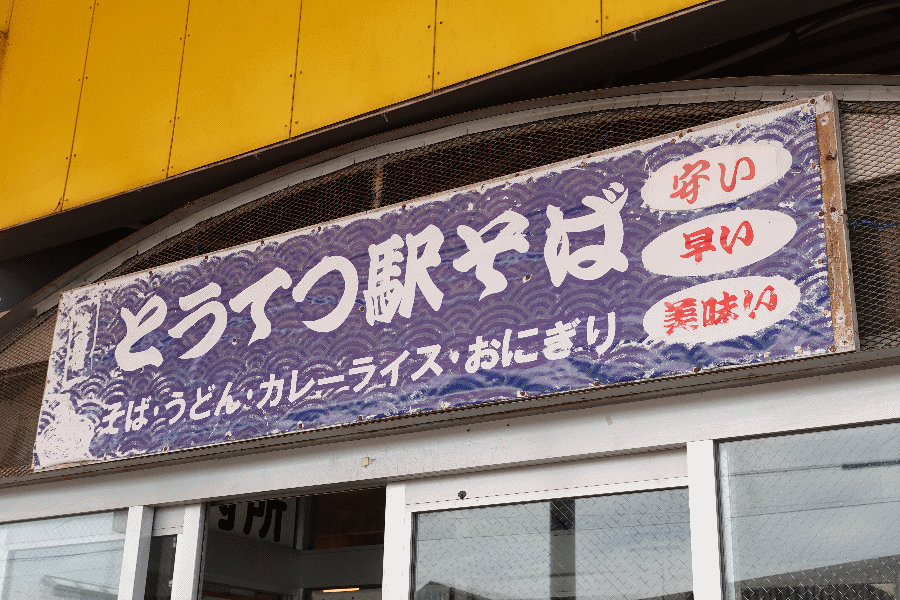 とうてつ駅そば
そば・うどん・カレーライス・おにぎり
安い
早い
美味い
所